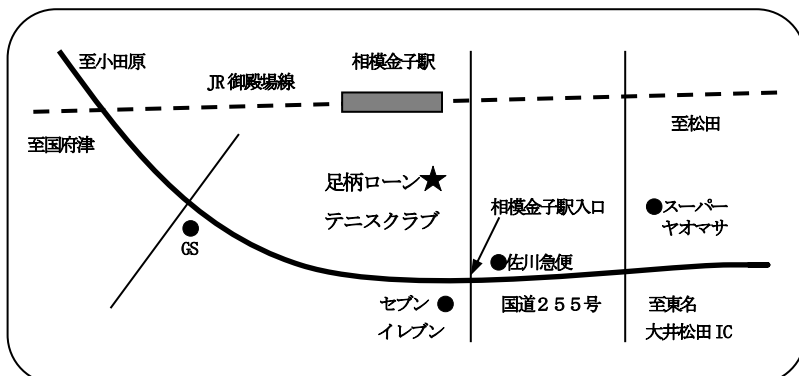 至小田原
相模金子駅
JR 御殿場線
至国府津
至松田
足柄ローン★
テニスクラブ
相模金子駅入口
●スーパー
ヤオマサ
GS
●佐川急便
セブン ●
イレブン
国道255号
至東名
大井松田 IC